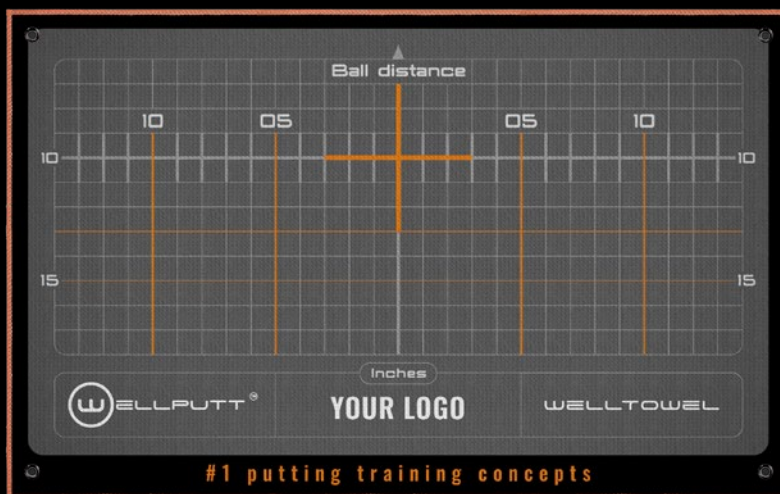 Ball distance
10 05 05 10
10 10
15 15
Inches
WELLPUTT ™ YOUR LOGO WELLTOWEL
#1 putting training concepts